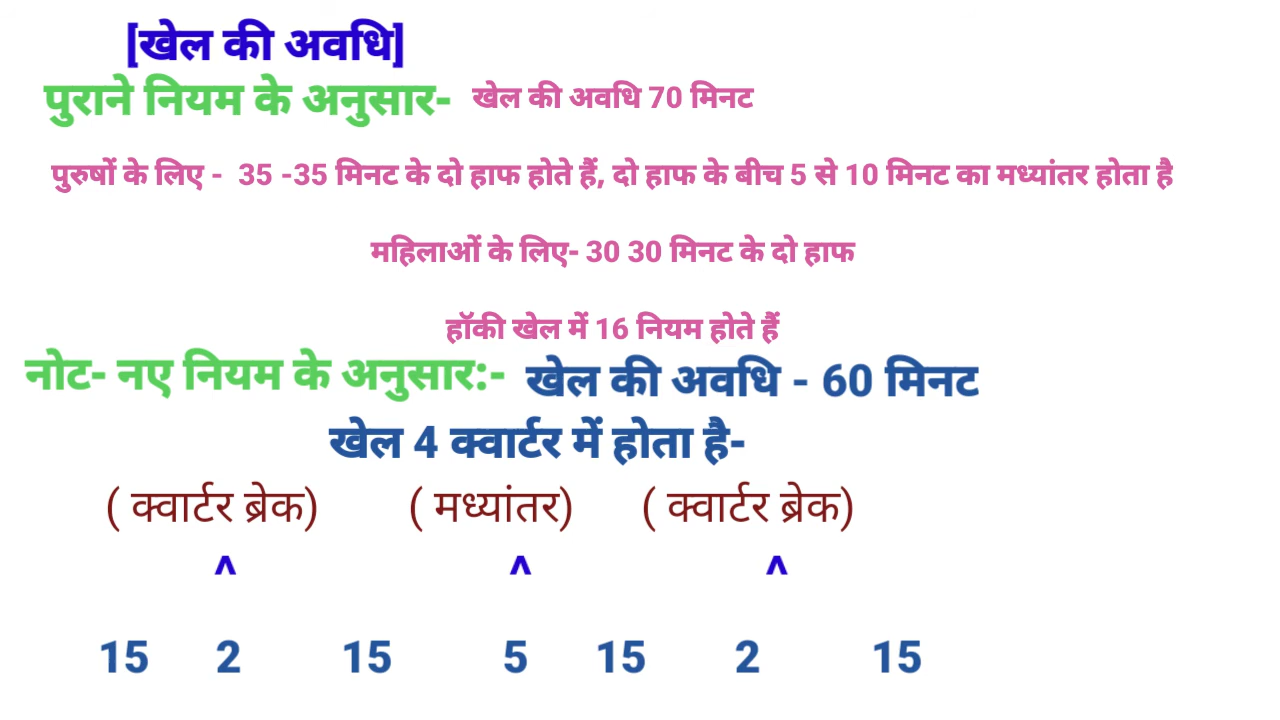 [खेल की अवधि]
पुराने नियम के अनुसार- खेल की अवधि 70 मिनट
पुरुषों के लिए - 35 -35 मिनट के दो हाफ होते हैं, दो हाफ के बीच 5 से 10 मिनट का मध्यांतर होता है
महिलाओं के लिए- 30 30 मिनट के दो हाफ
हॉकी खेल में 16 नियम होते हैं
नोट- नए नियम के अनुसार:- खेल की अवधि - 60 मिनट
खेल 4 क्वार्टर में होता है-
( क्वार्टर ब्रेक) ( मध्यांतर) ( क्वार्टर ब्रेक)
^ ^ ^
15 2 15 5 15 2 15